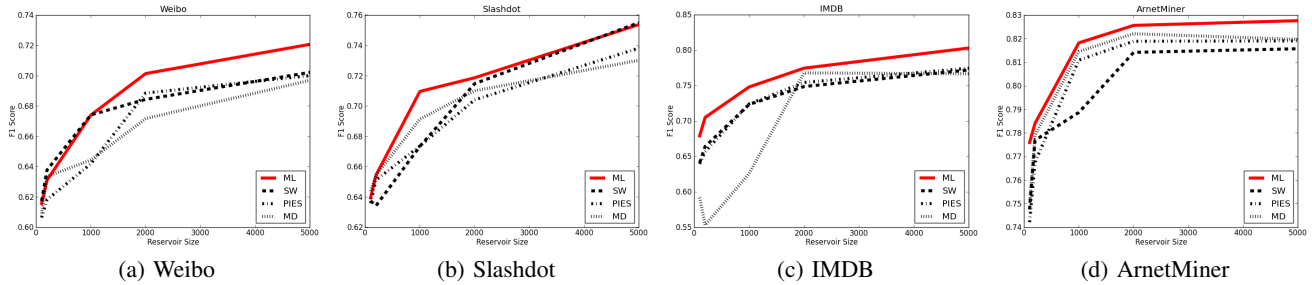 Weibo
0.74
0.72
0.70
0.68
0.66
0.64
0.62
0.60
F1 Score
0 1000 2000 3000 4000 5000
Reservoir Size
ML
SW
PIES
MD
(a) Weibo
Slashdot
0.76
0.74
0.72
0.70
0.68
0.66
0.64
0.62
F1 Score
0 1000 2000 3000 4000 5000
Reservoir Size
ML
SW
PIES
MD
(b) Slashdot
IMDB
0.85
0.80
0.75
0.70
0.65
0.60
0.55
F1 Score
0 1000 2000 3000 4000 5000
Reservoir Size
ML
SW
PIES
MD
(c) IMDB
ArnetMiner
0.83
0.82
0.81
0.80
0.79
0.78
0.77
0.76
0.75
0.74
F1 Score
0 1000 2000 3000 4000 5000
Reservoir Size
ML
SW
PIES
MD
(d) ArnetMiner